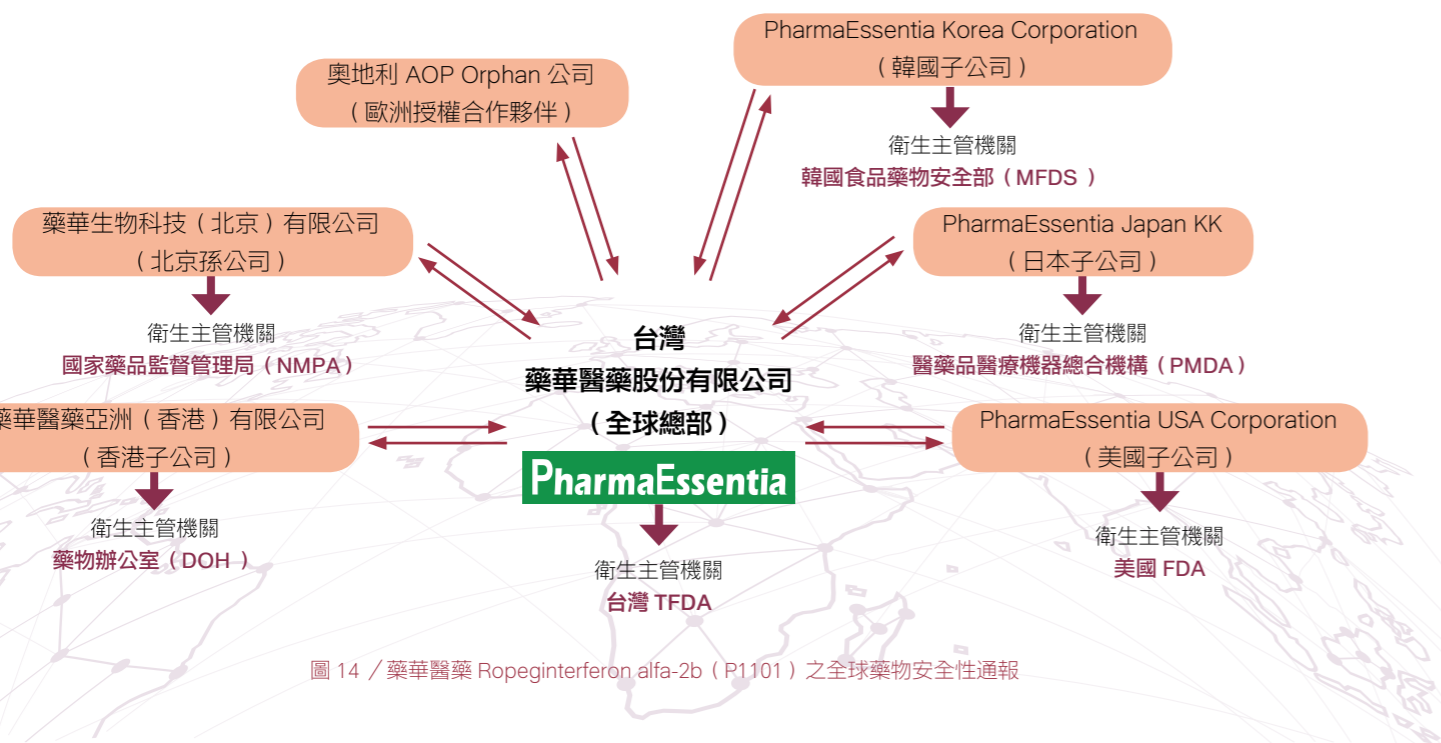 PharmaEssentia Korea Corporation
（韓國子公司）
衛生主管機關
韓國食品藥物安全部（MFDS ）
奧地利 AOP Orphan 公司
（歐洲授權合作夥伴）
藥華生物科技（北京）有限公司
（北京孫公司）
衛生主管機關
國家藥品監督管理局（NMPA）
PharmaEssentia Japan KK
（日本子公司）
衛生主管機關
醫藥品醫療機器總合機構（PMDA）
台灣
藥華醫藥股份有限公司
（全球總部）
PharmaEssentia
衛生主管機關
台灣 TFDA
藥華醫藥亞洲（香港）有限公司
（香港子公司）
衛生主管機關
藥物辦公室（DOH ）
PharmaEssentia USA Corporation
（美國子公司）
衛生主管機關
美國 FDA
圖 14 ／藥華醫藥 Ropeginterferon alfa-2b（P1101）之全球藥物安全性通報